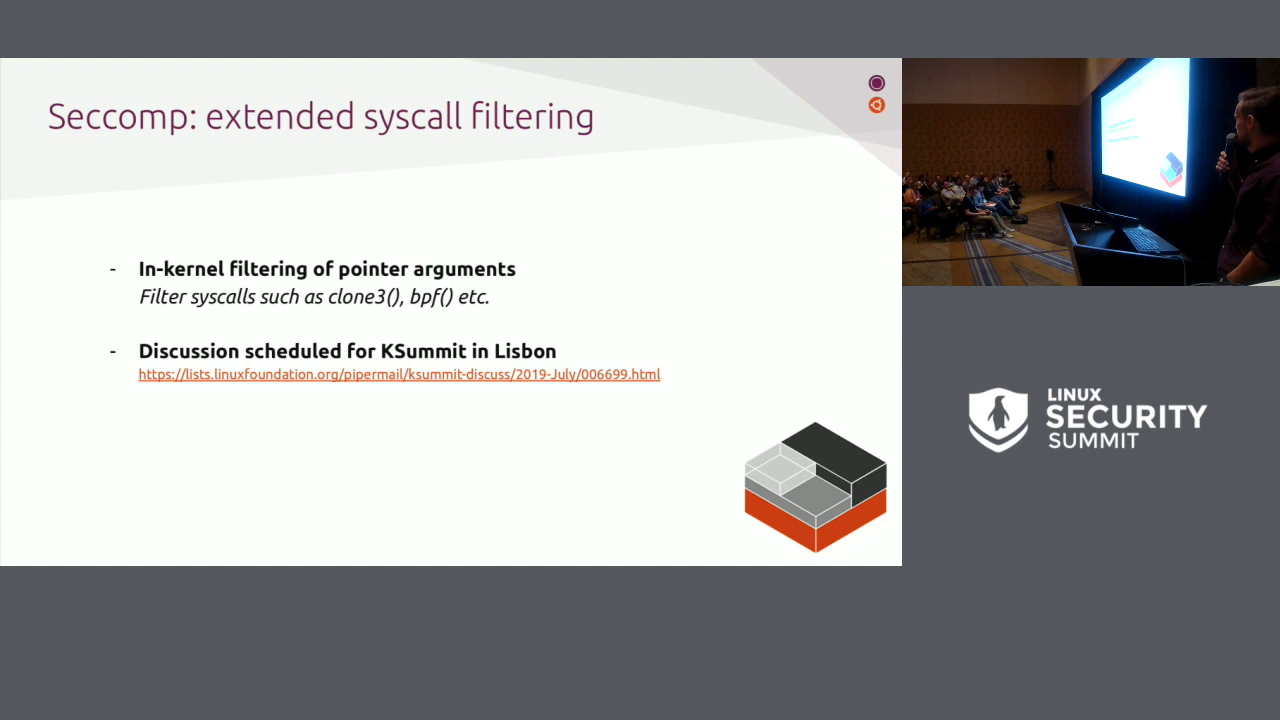 Seccomp: extended syscall filtering
- In-kernel filtering of pointer arguments
Filter syscalls such as clone3(), bpf() etc.
- Discussion scheduled for KSummit in Lisbon
https://lists.linuxfoundation.org/pipermail/ksummit-discuss/2019-July/006699.html
LINUX
SECURITY
SUMMIT